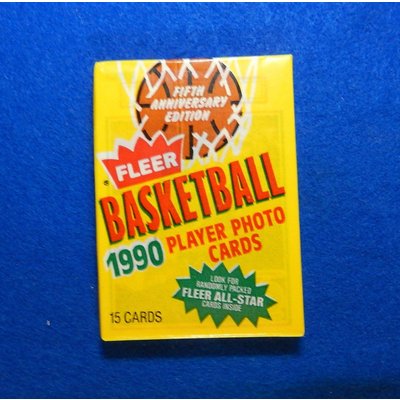 FIFTH
ANNIVERSARY
EDITION
FLEER
®
BASKETBALL
1990 PLAYER PHOTO
CARDS
LOOK FOR
RANDOMLY PACKED
FLEER ALL-STAR
CARDS INSIDE
15 CARDS